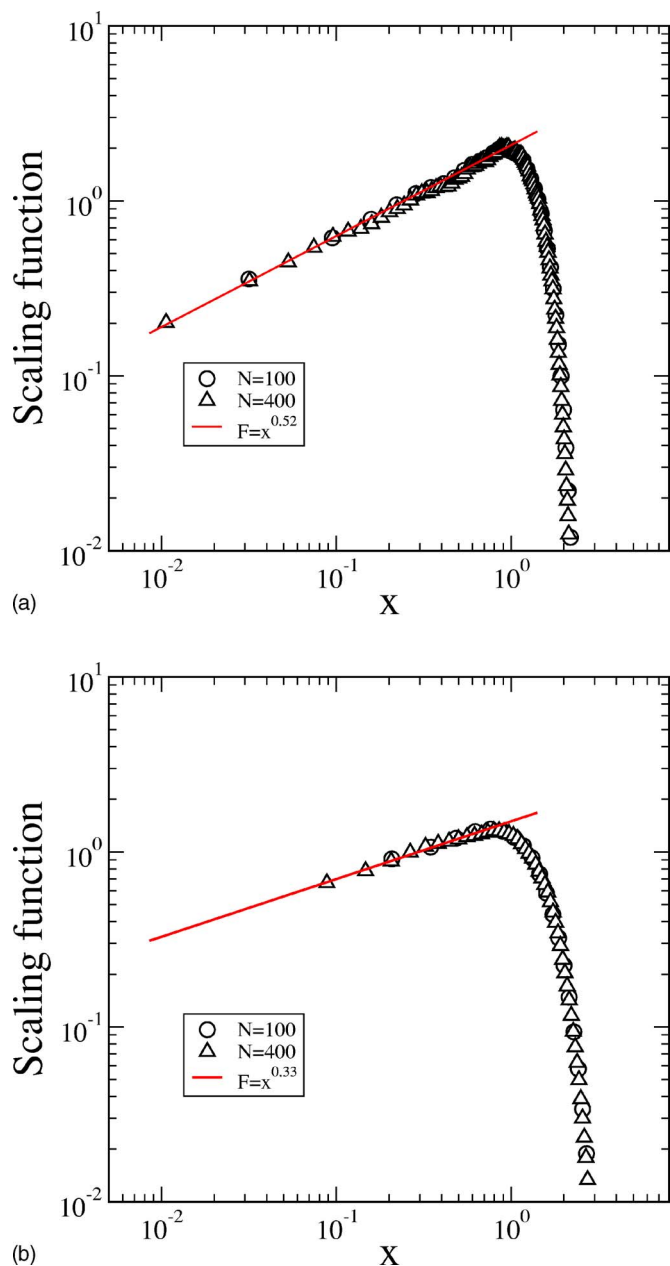 10^1
10^0
10^-1
10^-2
Scaling function
N=100
N=400
F=x^0.52
10^-2 10^-1 10^0
x
(a)
10^1
10^0
10^-1
10^-2
Scaling function
N=100
N=400
F=x^0.33
10^-2 10^-1 10^0
x
(b)